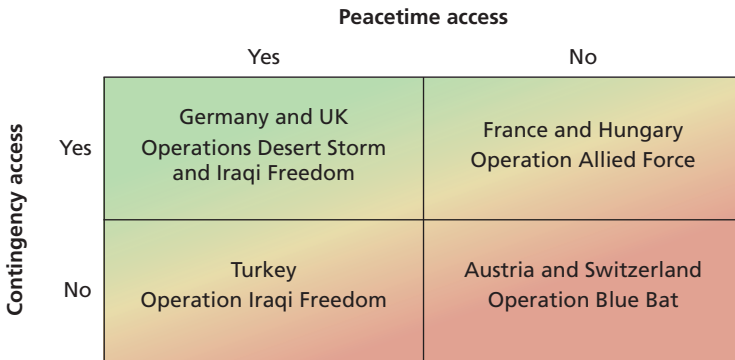 Peacetime access
Yes
No
Contingency access
Yes
Germany and UK
Operations Desert Storm
and Iraqi Freedom
France and Hungary
Operation Allied Force
No
Turkey
Operation Iraqi Freedom
Austria and Switzerland
Operation Blue Bat